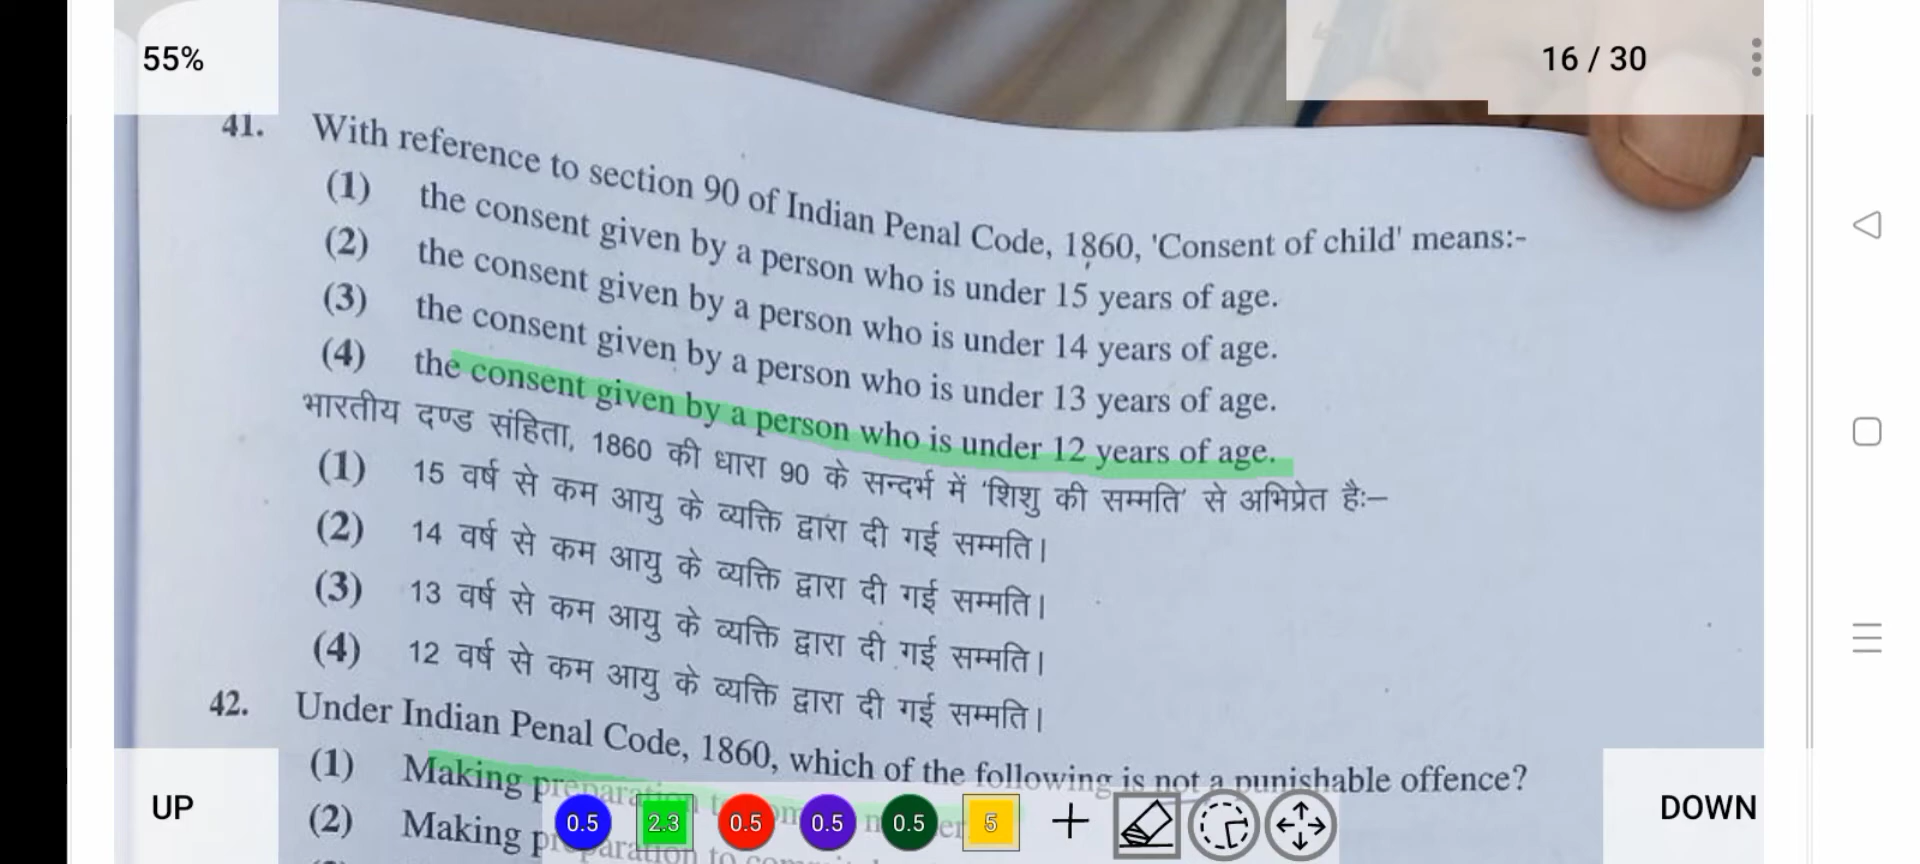 55%
16 / 30
41. With reference to section 90 of Indian Penal Code, 1860, 'Consent of child' means:-
(1) the consent given by a person who is under 15 years of age.
(2) the consent given by a person who is under 14 years of age.
(3) the consent given by a person who is under 13 years of age.
(4) the consent given by a person who is under 12 years of age.
भारतीय दण्ड संहिता, 1860 की धारा 90 के सन्दर्भ में 'शिशु की सम्मति' से अभिप्रेत है:–
(1) 15 वर्ष से कम आयु के व्यक्ति द्वारा दी गई सम्मति।
(2) 14 वर्ष से कम आयु के व्यक्ति द्वारा दी गई सम्मति।
(3) 13 वर्ष से कम आयु के व्यक्ति द्वारा दी गई सम्मति।
(4) 12 वर्ष से कम आयु के व्यक्ति द्वारा दी गई सम्मति।
42. Under Indian Penal Code, 1860, which of the following is not a punishable offence?
(1) Making preparation
(2) Making preparation to
UP
0.5 2.3 0.5 0.5 0.5 5
DOWN